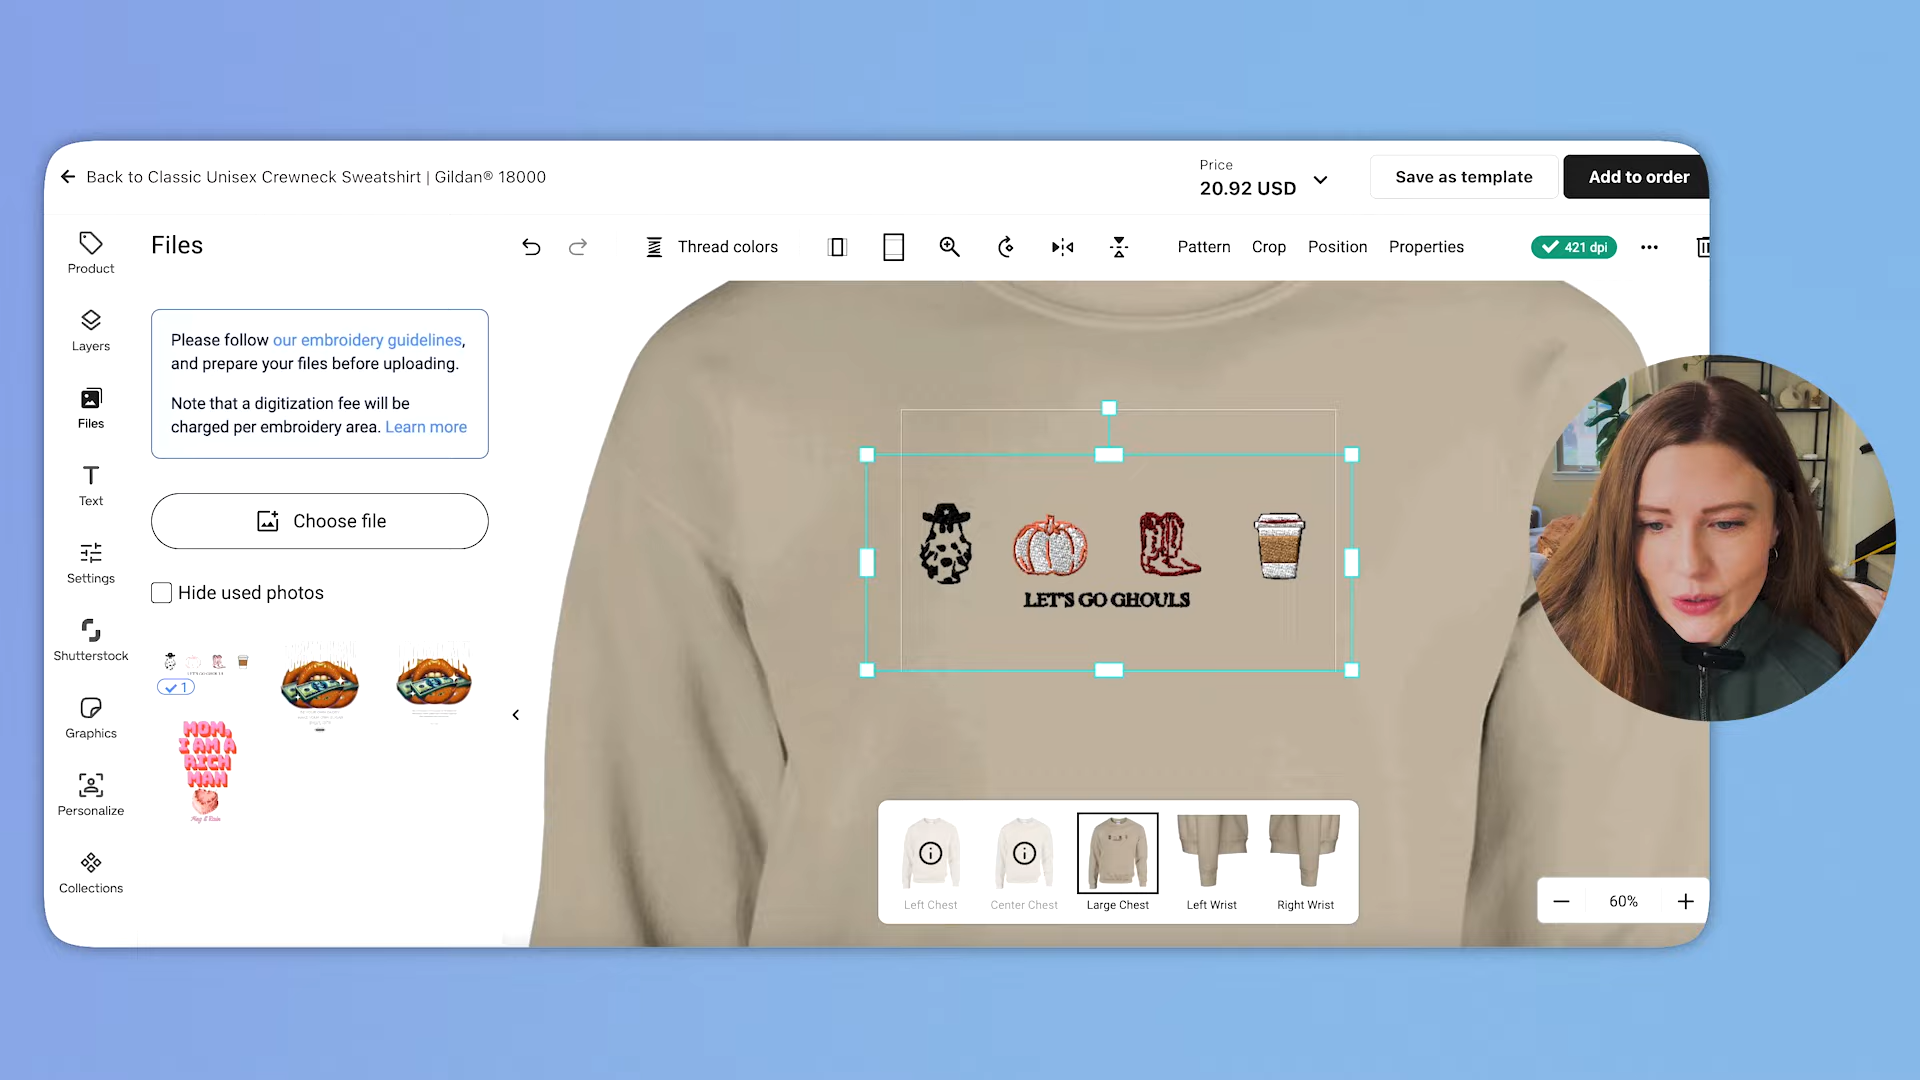 Back to Classic Unisex Crewneck Sweatshirt | Gildan® 18000
Price
20.92 USD
Save as template
Add to order
Product
Layers
Files
Text
Settings
Shutterstock
Graphics
Personalize
Collections
Files
Thread colors
Pattern
Crop
Position
Properties
421 dpi
Please follow our embroidery guidelines,
and prepare your files before uploading.
Note that a digitization fee will be
charged per embroidery area. Learn more
Choose file
Hide used photos
1
MOM,
I AM A
RICH
MAN
LET'S GO GHOULS
Left Chest
Center Chest
Large Chest
Left Wrist
Right Wrist
60%